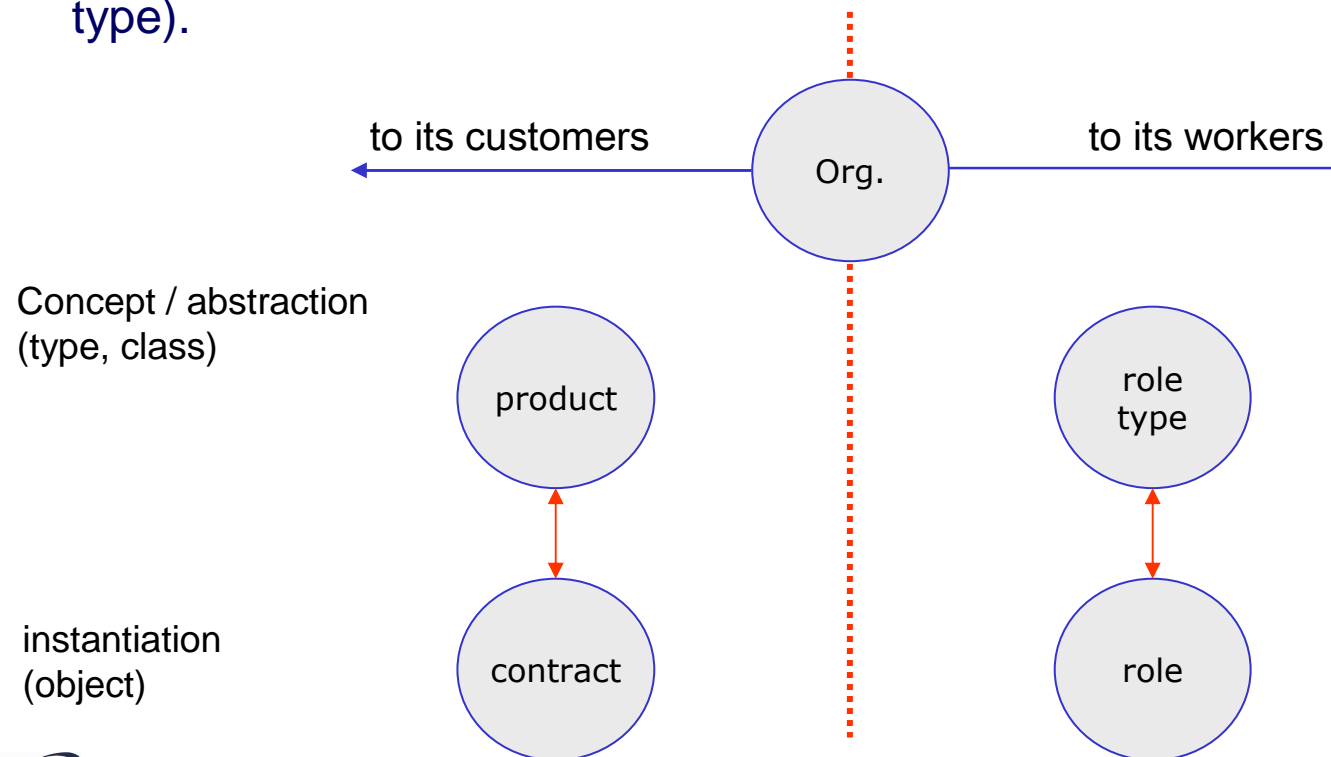 type).
to its customers
to its workers
Org.
Concept / abstraction
(type, class)
product
role
type
instantiation
(object)
contract
role